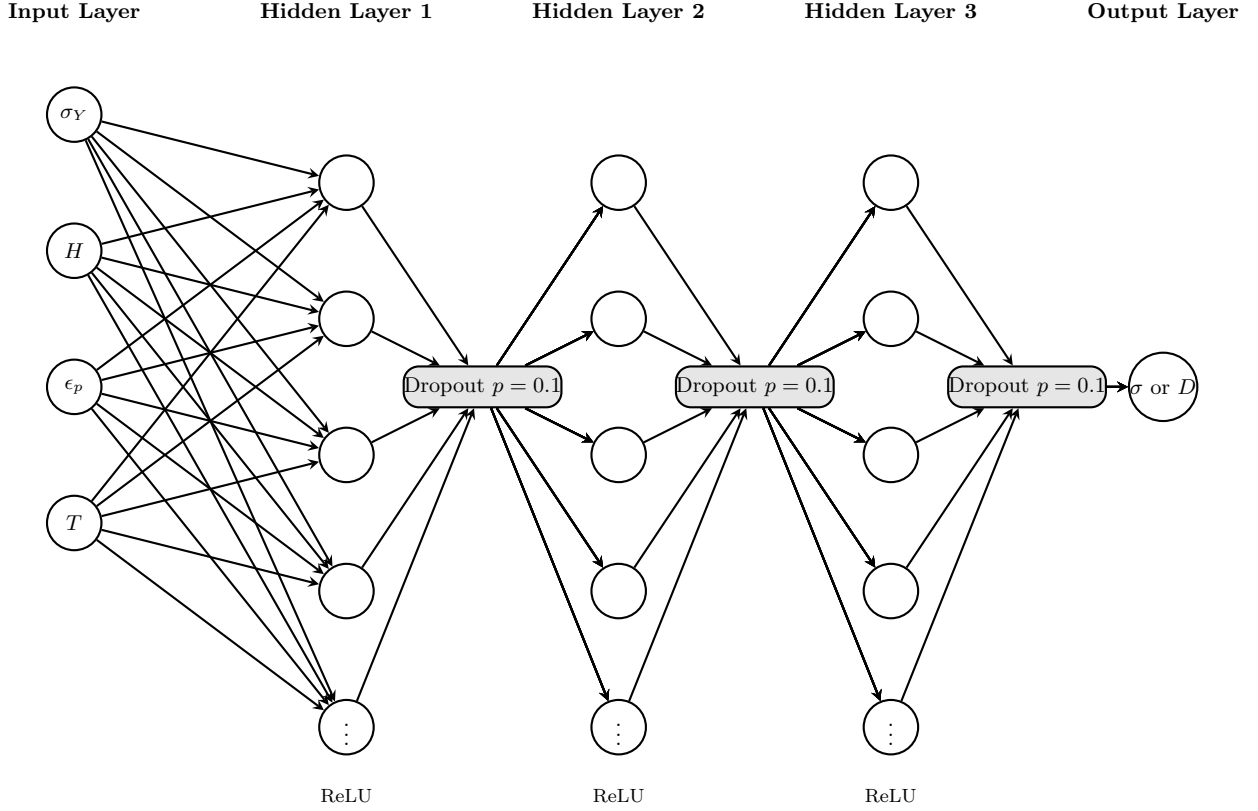 Input Layer
Hidden Layer 1
Hidden Layer 2
Hidden Layer 3
Output Layer
σ_Y
H
ϵ_p
T
⋮
⋮
⋮
Dropout p = 0.1
Dropout p = 0.1
Dropout p = 0.1
σ or D
ReLU
ReLU
ReLU